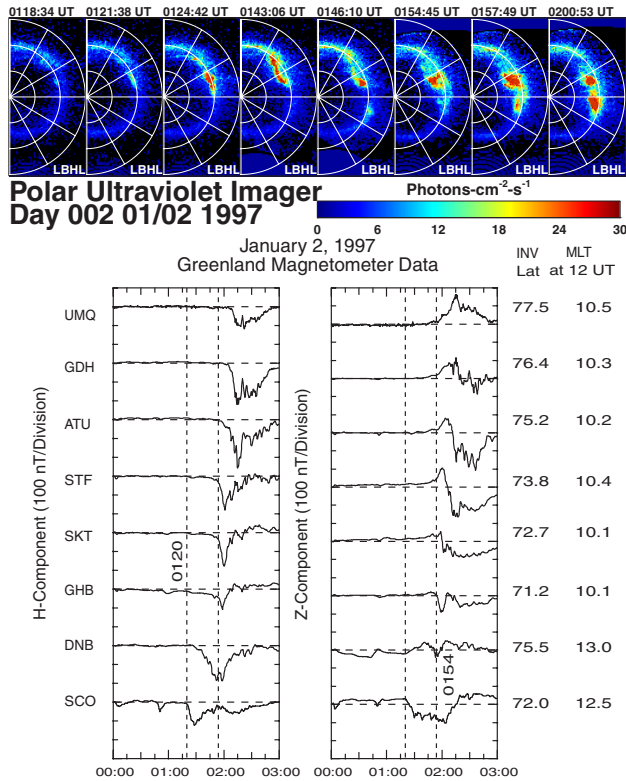 0118:34 UT 0121:38 UT 0124:42 UT 0143:06 UT 0146:10 UT 0154:45 UT 0157:49 UT 0200:53 UT
LBHL LBHL LBHL LBHL LBHL LBHL LBHL LBHL
Polar Ultraviolet Imager
Day 002 01/02 1997
Photons-cm-2-s-1
0 6 12 18 24 30
January 2, 1997
Greenland Magnetometer Data
INV MLT
Lat at 12 UT
H-Component (100 nT/Division)
Z-Component (100 nT/Division)
UMQ 77.5 10.5
GDH 76.4 10.3
ATU 75.2 10.2
STF 73.8 10.4
SKT 72.7 10.1
GHB 71.2 10.1
DNB 75.5 13.0
SCO 72.0 12.5
0120
0154
00:00 01:00 02:00 03:00 00:00 01:00 02:00 03:00